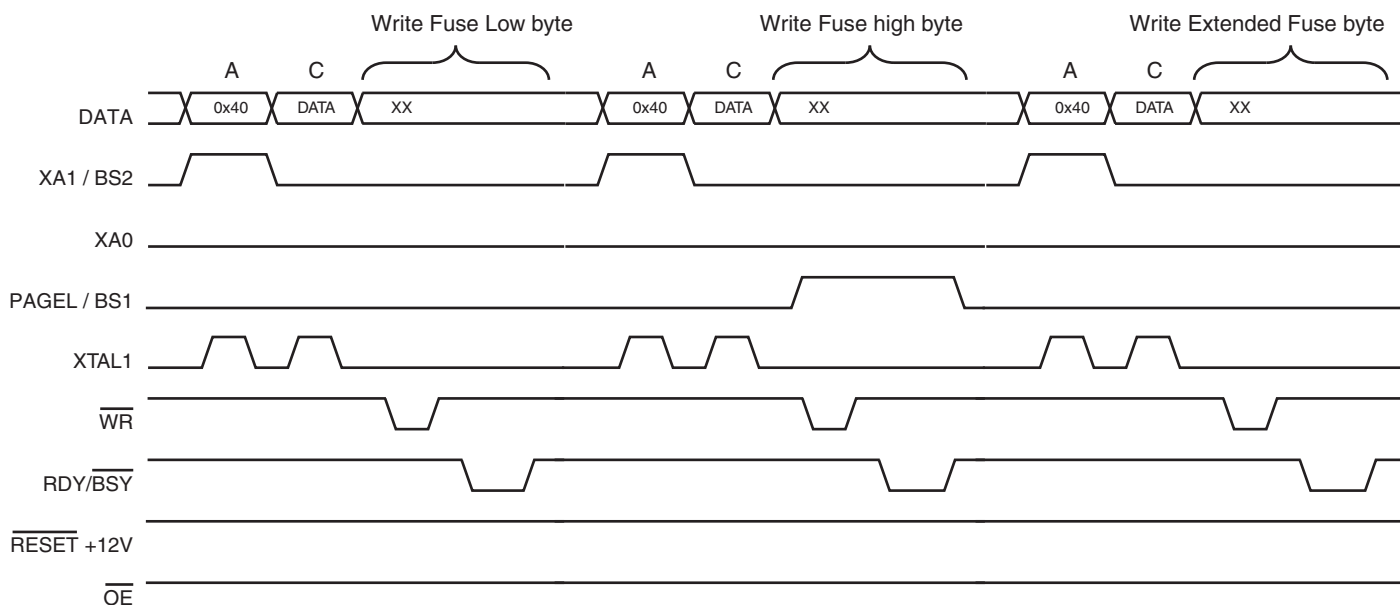 Write Fuse Low byte Write Fuse high byte Write Extended Fuse byte
A C A C A C
DATA 0x40 DATA XX 0x40 DATA XX 0x40 DATA XX
XA1 / BS2
XA0
PAGEL / BS1
XTAL1
WR
RDY/BSY
RESET +12V
OE